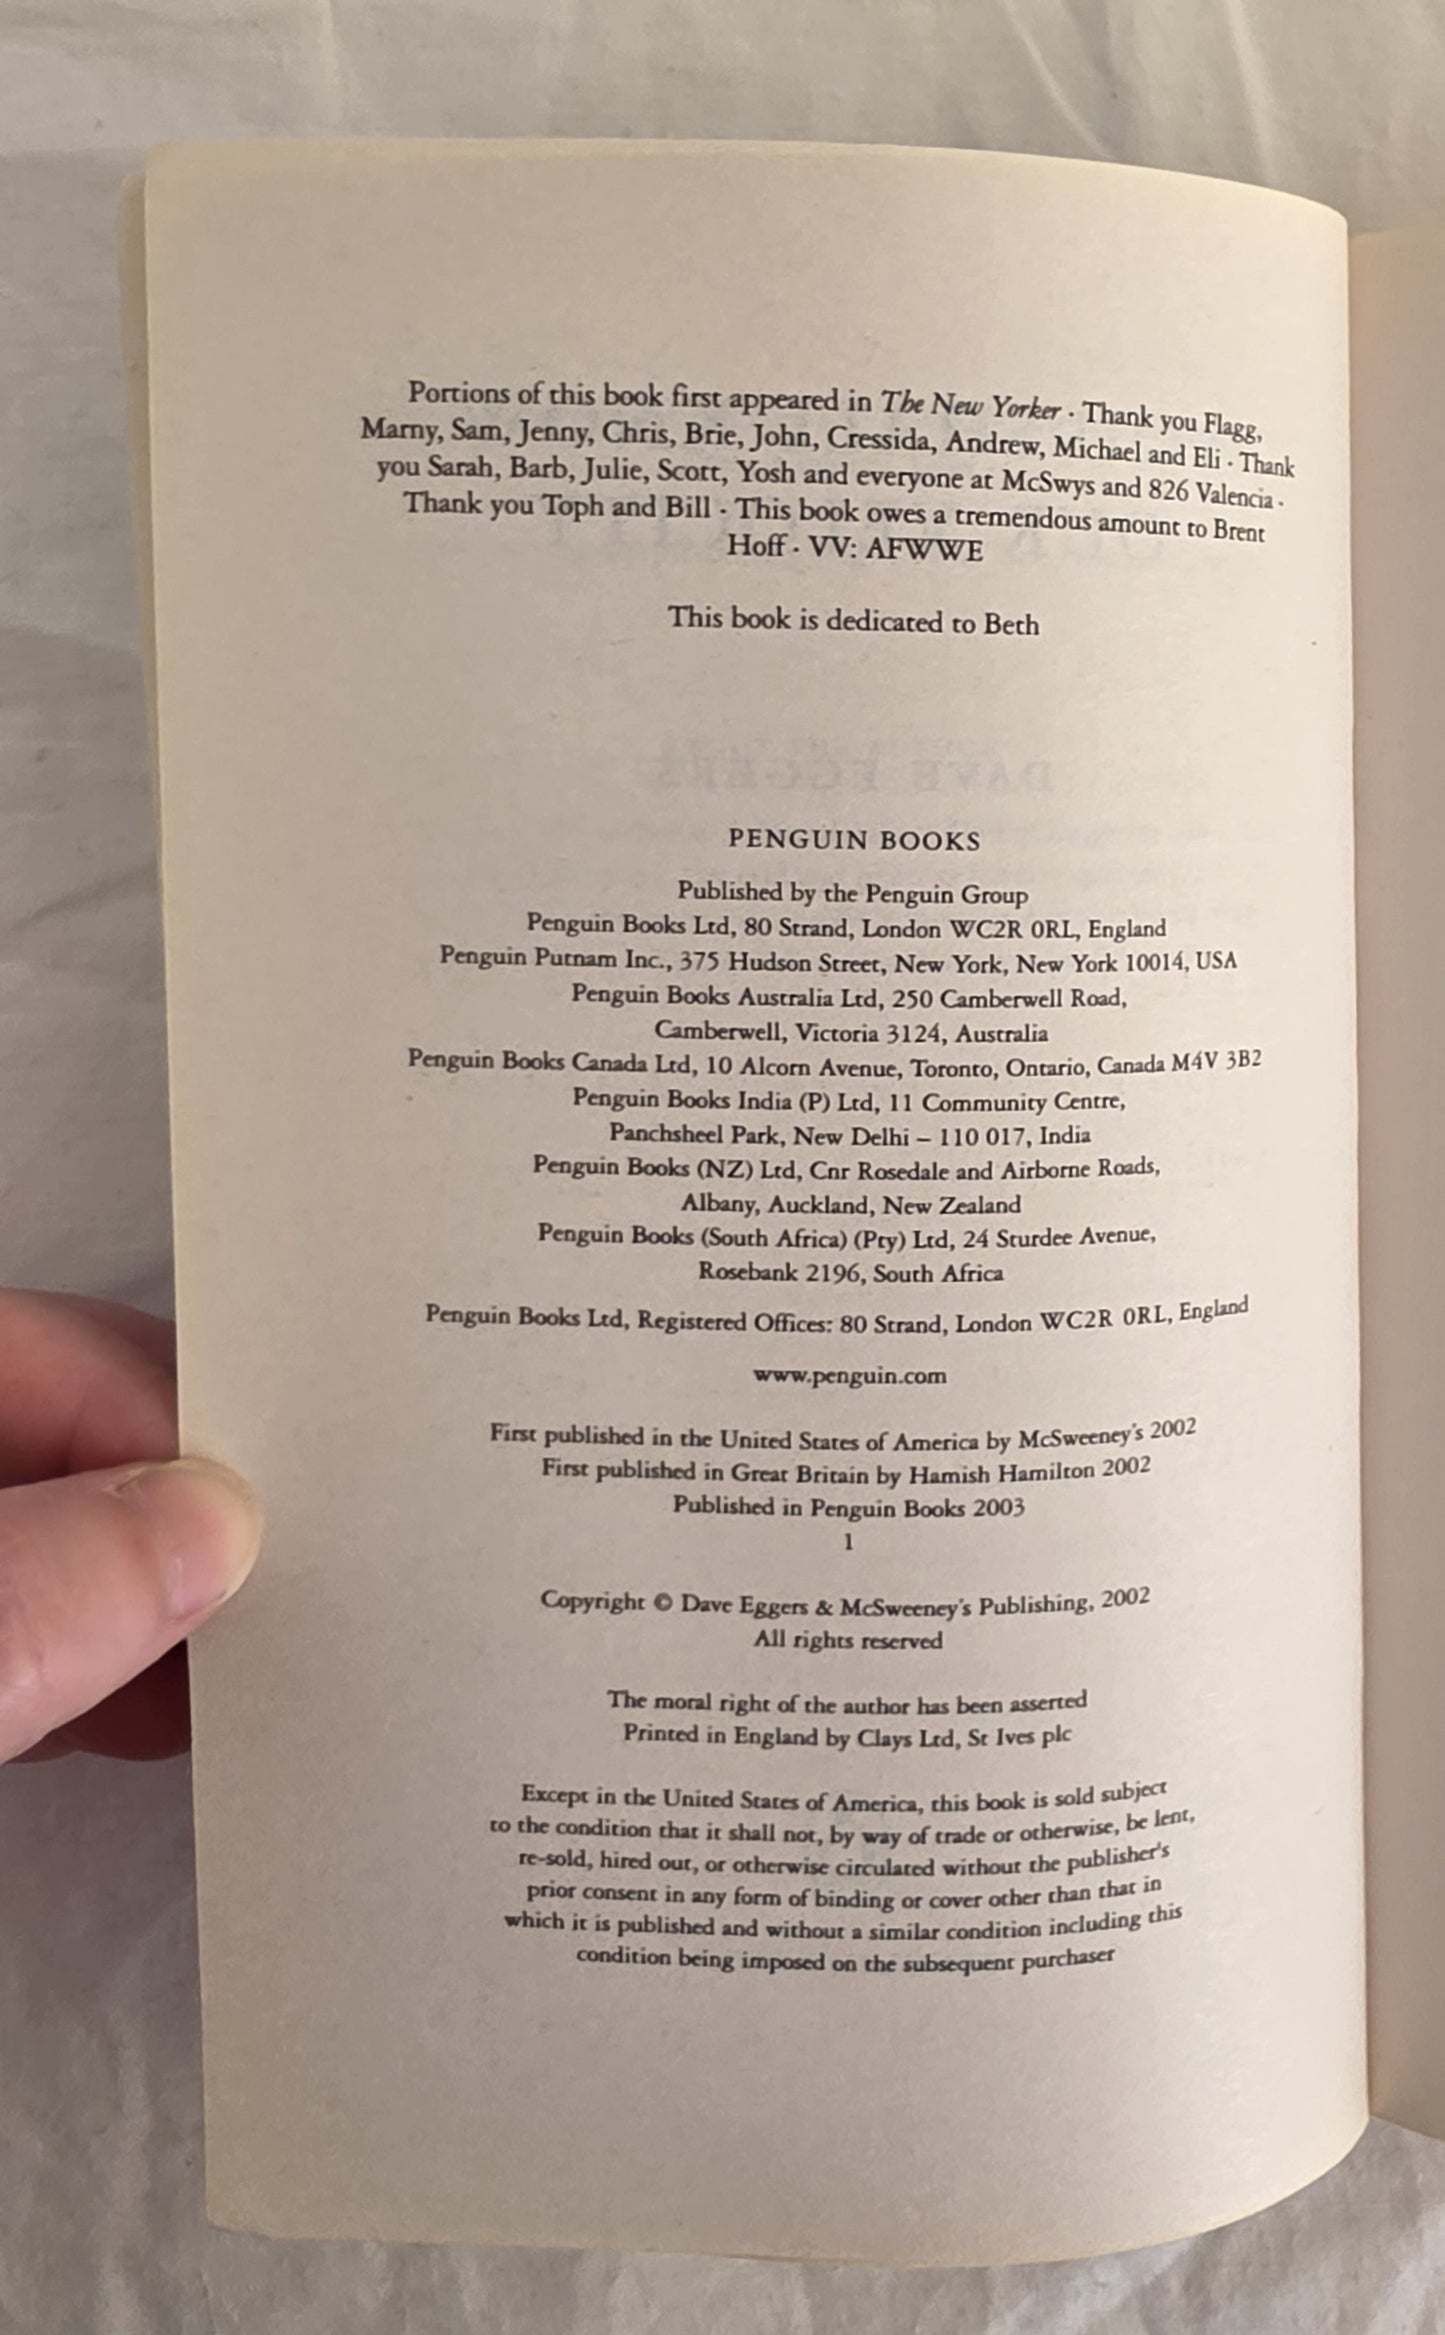 Portions of this book first appeared in The New Yorker · Thank you Flagg,
Marny, Sam, Jenny, Chris, Brie, John, Cressida, Andrew, Michael and Eli · Thank
you Sarah, Barb, Julie, Scott, Yosh and everyone at McSwys and 826 Valencia ·
Thank you Toph and Bill · This book owes a tremendous amount to Brent
Hoff · VV: AFWWE
This book is dedicated to Beth
DAVE EGGERS
PENGUIN BOOKS
Published by the Penguin Group
Penguin Books Ltd, 80 Strand, London WC2R 0RL, England
Penguin Putnam Inc., 375 Hudson Street, New York, New York 10014, USA
Penguin Books Australia Ltd, 250 Camberwell Road,
Camberwell, Victoria 3124, Australia
Penguin Books Canada Ltd, 10 Alcorn Avenue, Toronto, Ontario, Canada M4V 3B2
Penguin Books India (P) Ltd, 11 Community Centre,
Panchsheel Park, New Delhi – 110 017, India
Penguin Books (NZ) Ltd, Cnr Rosedale and Airborne Roads,
Albany, Auckland, New Zealand
Penguin Books (South Africa) (Pty) Ltd, 24 Sturdee Avenue,
Rosebank 2196, South Africa
Penguin Books Ltd, Registered Offices: 80 Strand, London WC2R 0RL, England
www.penguin.com
First published in the United States of America by McSweeney's 2002
First published in Great Britain by Hamish Hamilton 2002
Published in Penguin Books 2003
1
Copyright © Dave Eggers & McSweeney's Publishing, 2002
All rights reserved
The moral right of the author has been asserted
Printed in England by Clays Ltd, St Ives plc
Except in the United States of America, this book is sold subject
to the condition that it shall not, by way of trade or otherwise, be lent,
re-sold, hired out, or otherwise circulated without the publisher's
prior consent in any form of binding or cover other than that in
which it is published and without a similar condition including this
condition being imposed on the subsequent purchaser